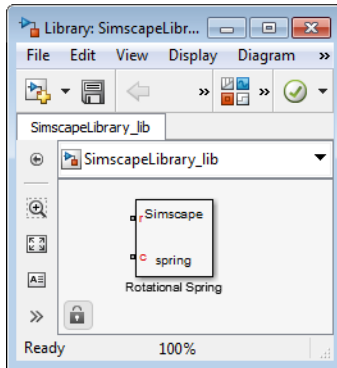 Library: SimscapeLibr...
File Edit View Display Diagram »
» »
SimscapeLibrary_lib
SimscapeLibrary_lib
r Simscape
c spring
Rotational Spring
A
»
Ready 100%